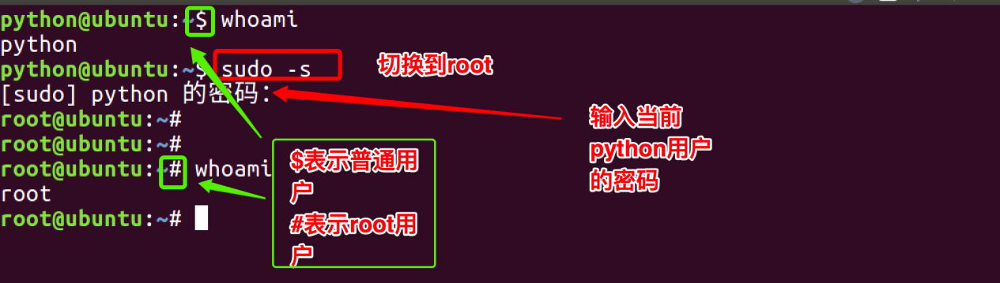 python@ubuntu:~$ whoami
python
python@ubuntu:~$ sudo -s
切换到root
[sudo] python 的密码：
root@ubuntu:~#
root@ubuntu:~#
root@ubuntu:~# whoami
root
root@ubuntu:~#
输入当前
python用户
的密码
$表示普通用
户
#表示root用
户